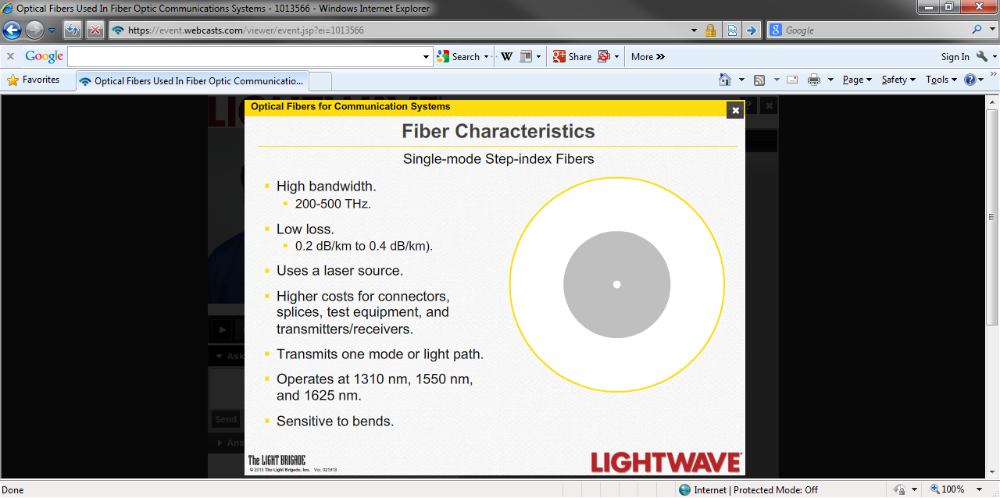 Optical Fibers Used In Fiber Optic Communications Systems - 1013566 - Windows Internet Explorer
https://event.webcasts.com/viewer/event.jsp?ei=1013566
Google
x Google Search W Share More »
Sign In
Favorites
Optical Fibers Used In Fiber Optic Communicatio...
Page Safety Tools
»
Optical Fibers for Communication Systems
Fiber Characteristics
Single-mode Step-index Fibers
High bandwidth.
200-500 THz.
Low loss.
0.2 dB/km to 0.4 dB/km).
Uses a laser source.
Higher costs for connectors,
splices, test equipment, and
transmitters/receivers.
Transmits one mode or light path.
Operates at 1310 nm, 1550 nm,
and 1625 nm.
Sensitive to bends.
Ask
Send
Ans
The LIGHT BRIGADE
© 2013 The Light Brigade, Inc. Ver. 021913
LIGHTWAVE
Done
Internet | Protected Mode: Off
100%